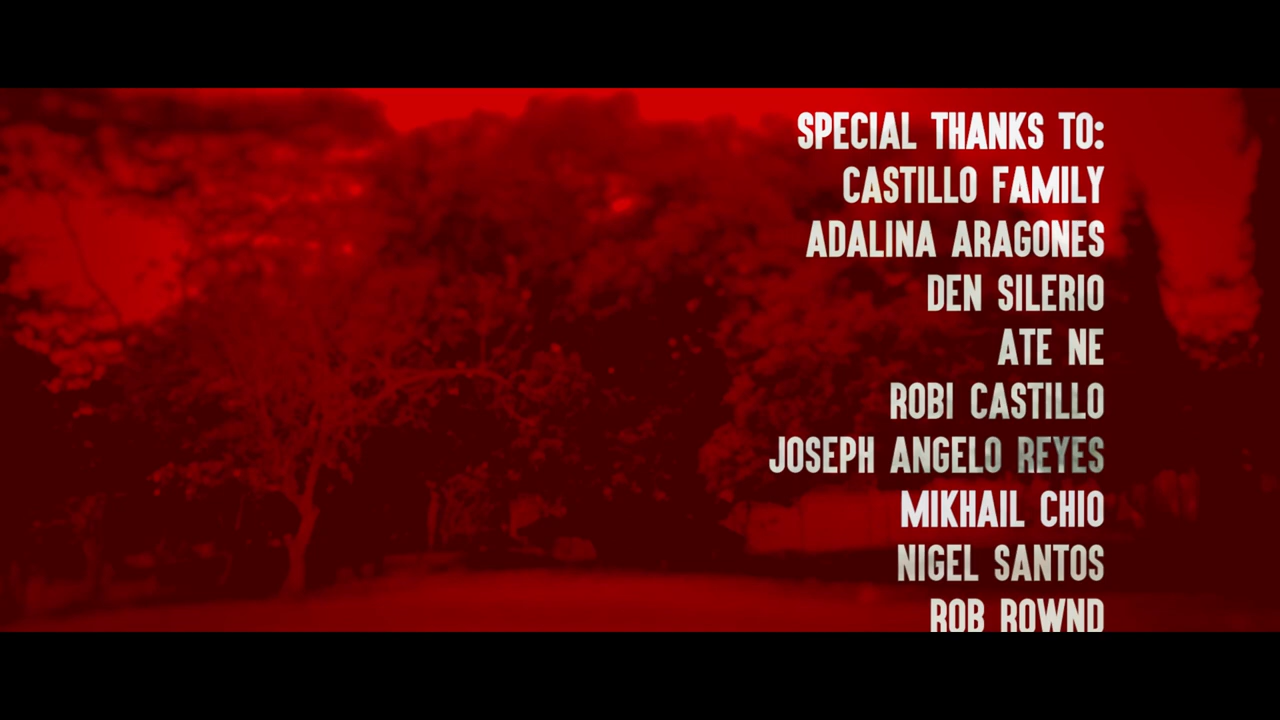 SPECIAL THANKS TO:
CASTILLO FAMILY
ADALINA ARAGONES
DEN SILERIO
ATE NE
ROBI CASTILLO
JOSEPH ANGELO REYES
MIKHAIL CHIO
NIGEL SANTOS
ROB ROWND